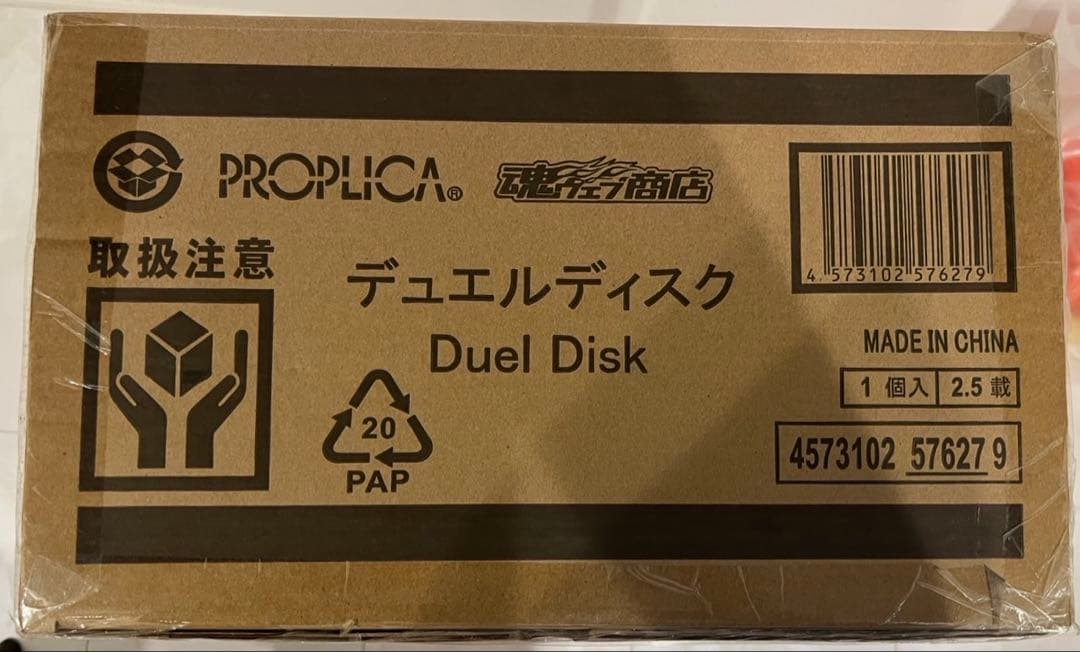 PROPLICA®
魂ウェブ商店
4 573102 576279
取扱注意
デュエルディスク
Duel Disk
MADE IN CHINA
1 個入 2.5 載
20
PAP
4573102 57627 9